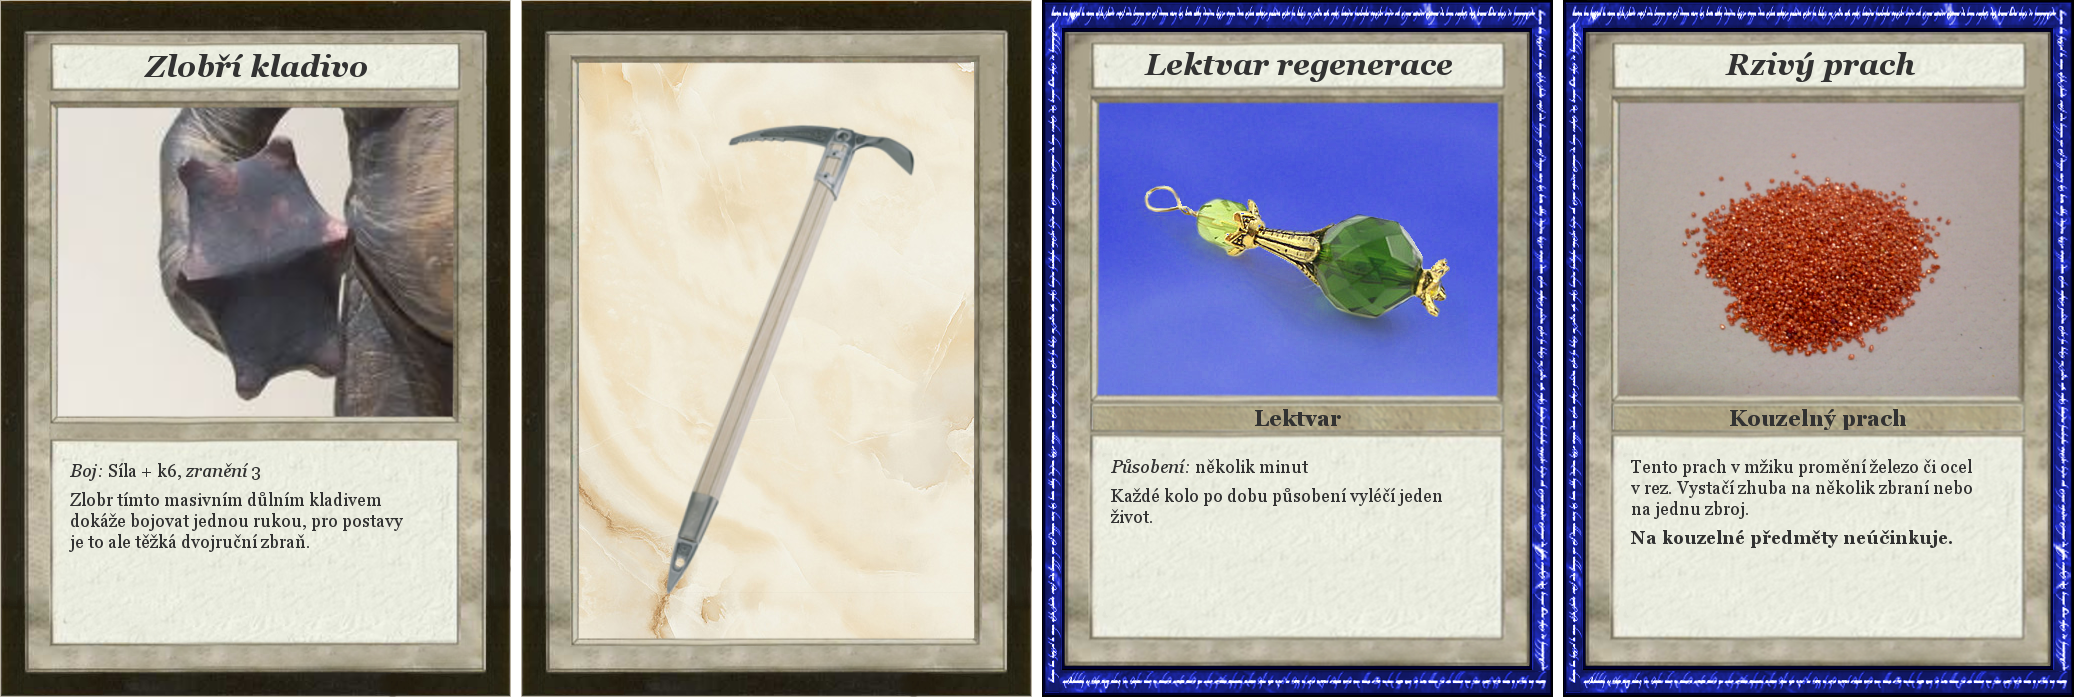 Zlobří kladivo
Boj: Síla + k6, zranění 3
Zlobr tímto masivním důlním kladivem
dokáže bojovat jednou rukou, pro postavy
je to ale těžká dvojruční zbraň.
Lektvar regenerace
Lektvar
Působení: několik minut
Každé kolo po dobu působení vyléčí jeden
život.
Rzivý prach
Kouzelný prach
Tento prach v mžiku promění železo či ocel
v rez. Vystačí zhuba na několik zbraní nebo
na jednu zbroj.
Na kouzelné předměty neúčinkuje.